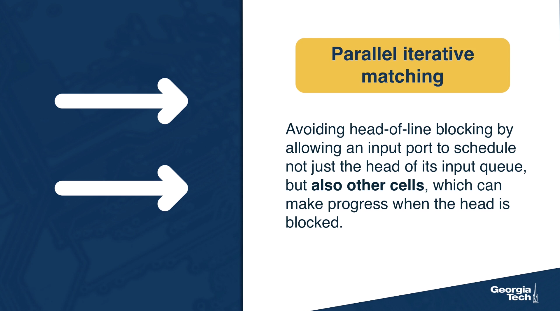 Parallel iterative
matching
Avoiding head-of-line blocking by
allowing an input port to schedule
not just the head of its input queue,
but also other cells, which can
make progress when the head is
blocked.
Georgia
Tech